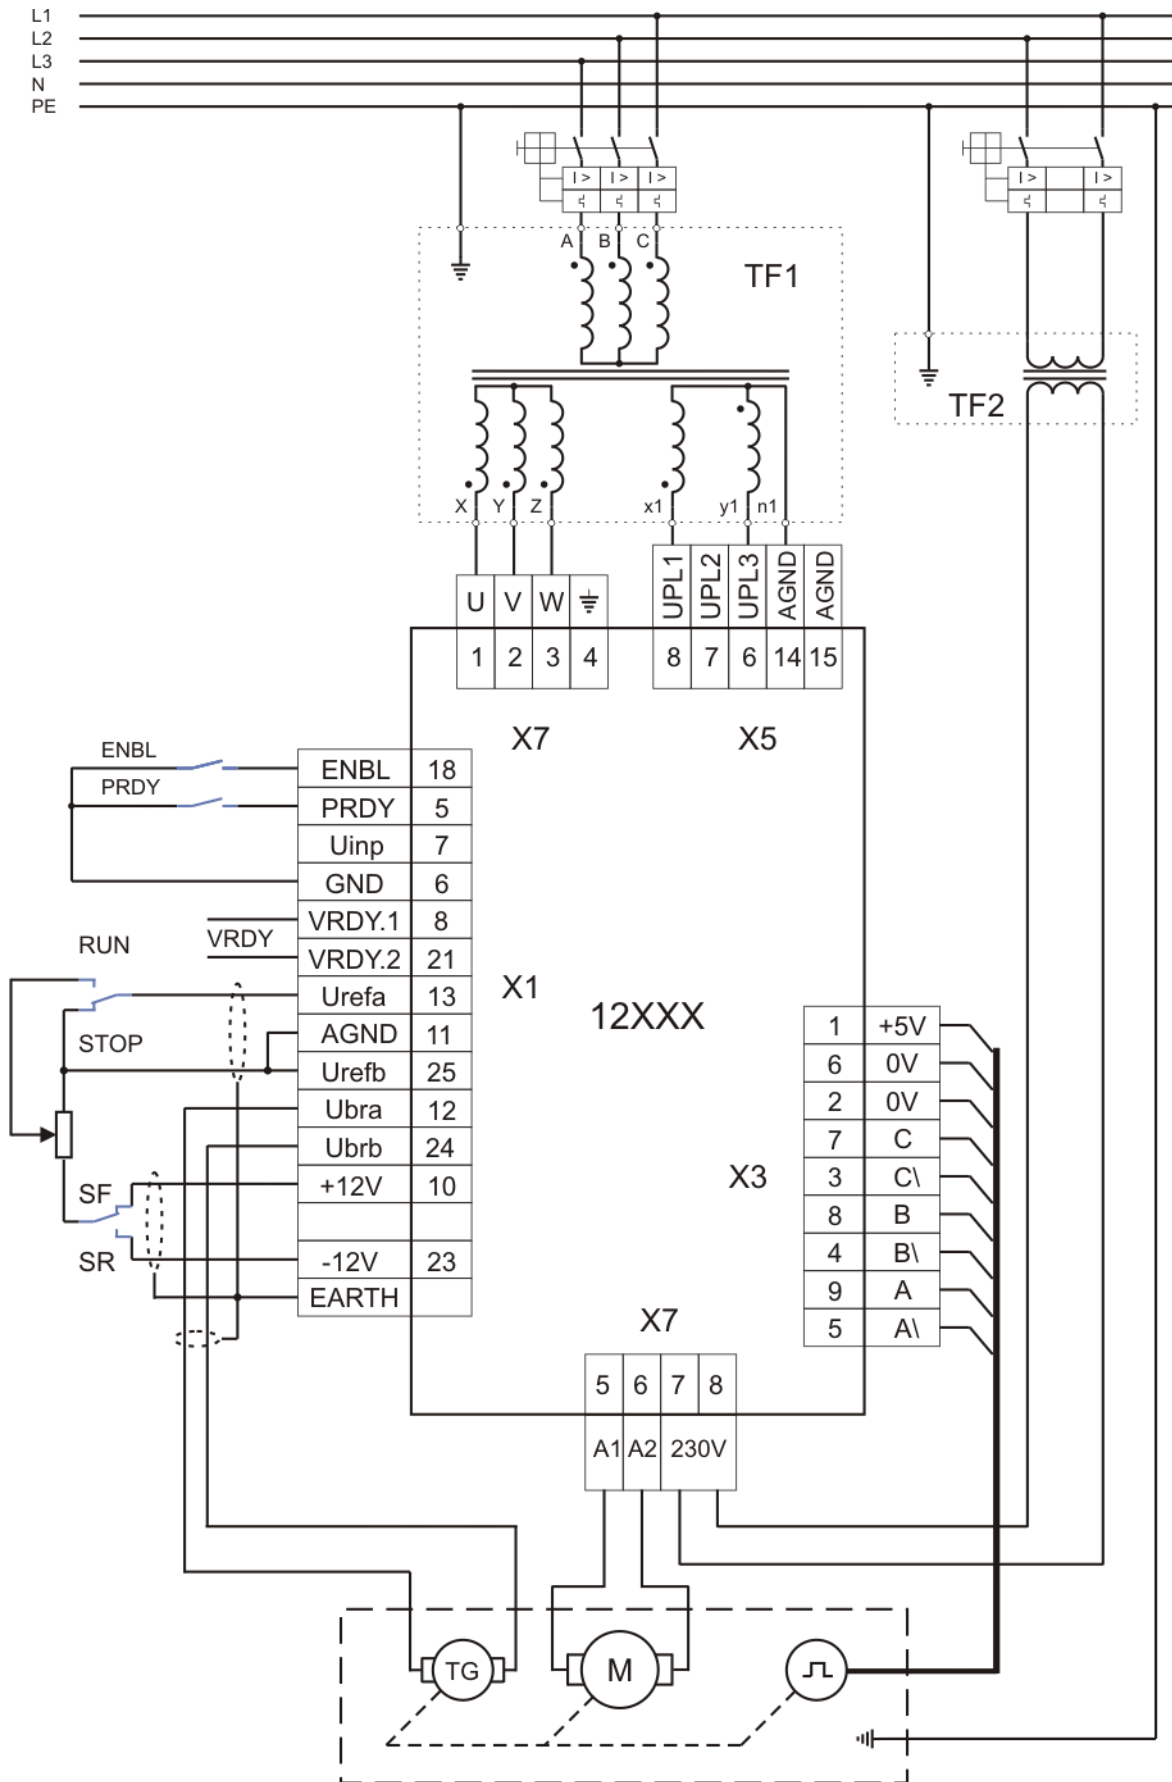 L1
L2
L3
N
PE
I > I > I >
I > I >
A B C
TF1
TF2
X Y Z x1 y1 n1
U V W
UPL1 UPL2 UPL3 AGND AGND
1 2 3 4
8 7 6 14 15
X7 X5
ENBL
ENBL 18
PRDY
PRDY 5
Uinp 7
GND 6
VRDY.1 8
VRDY
VRDY.2 21
RUN
Urefa 13
X1
12XXX
AGND 11
STOP
Urefb 25
Ubra 12
Ubrb 24
+12V 10
SF
SR
-12V 23
EARTH
1 +5V
6 0V
2 0V
7 C
X3
3 C\
8 B
4 B\
9 A
5 A\
X7
5 6 7 8
A1 A2 230V
TG M